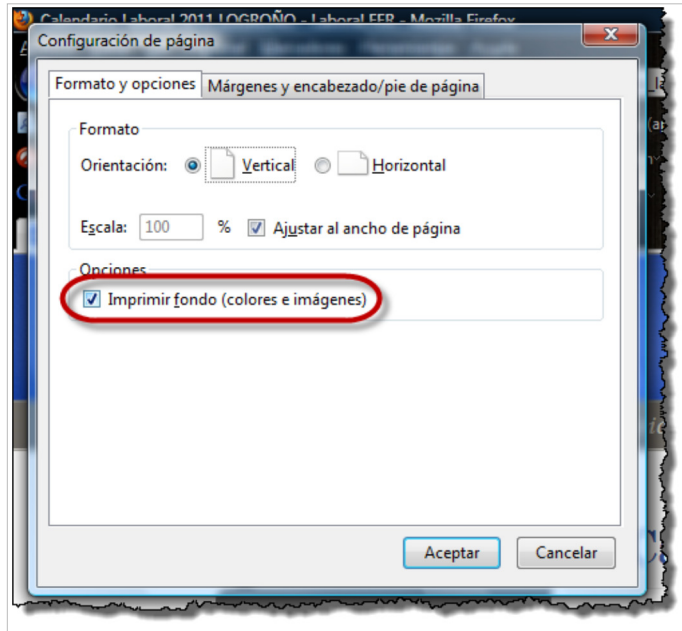 Calendario Laboral 2011 LOGROÑO - Laboral FER - Mozilla Firefox
Configuración de página
Formato y opciones Márgenes y encabezado/pie de página
Formato
Orientación: Vertical Horizontal
Escala: 100 % Ajustar al ancho de página
Opciones
Imprimir fondo (colores e imágenes)
Aceptar Cancelar